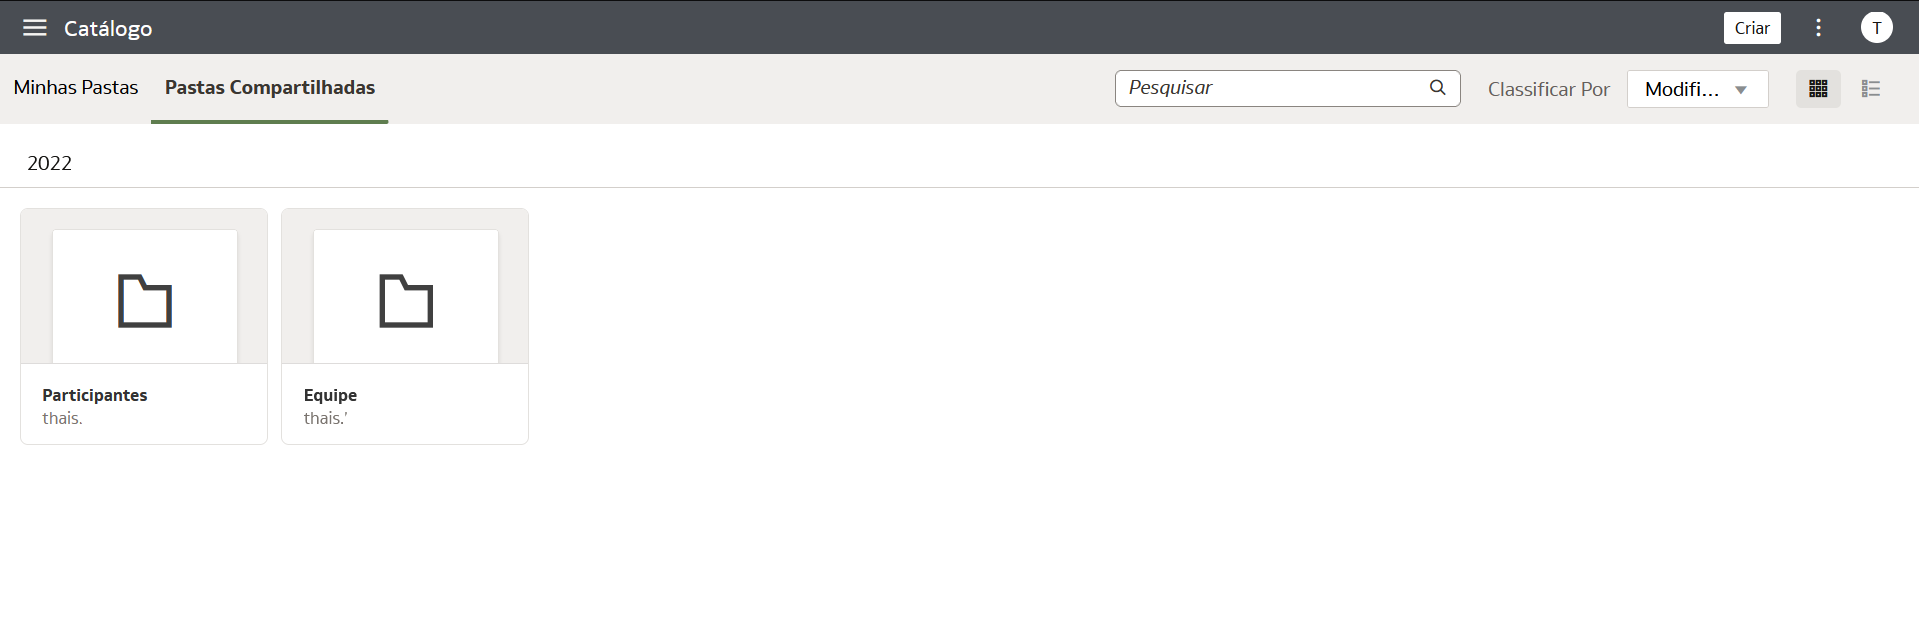 Catálogo
Criar
T
Minhas Pastas
Pastas Compartilhadas
Pesquisar
Classificar Por
Modifi...
2022
Participantes
thais.
Equipe
thais.'